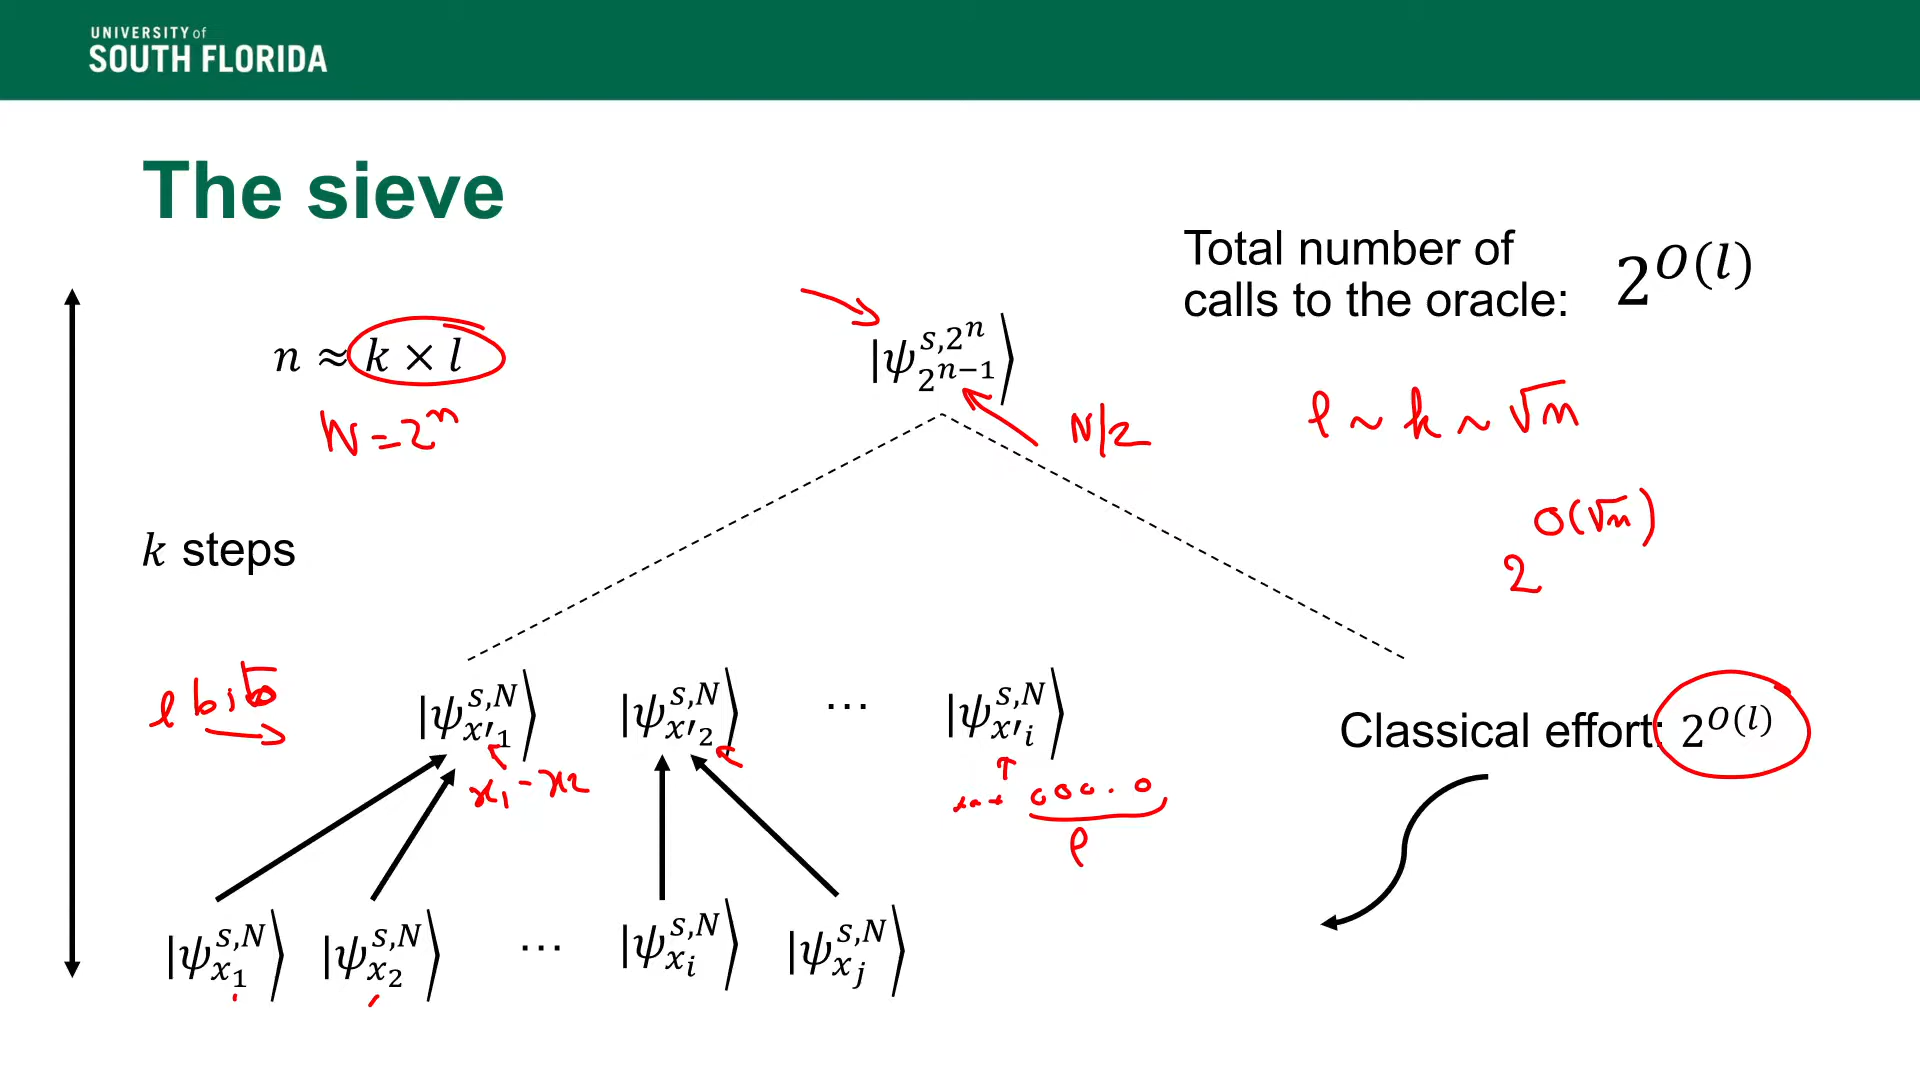 UNIVERSITY of
SOUTH FLORIDA
The sieve
Total number of
calls to the oracle: 2^{O(l)}
n ≈ k × l
N = 2^n
|ψ^{s,2^n}_{2^{n−1}}⟩
N/2
l ~ k ~ √n
2^{O(√n)}
k steps
l bits
|ψ^{s,N}_{x′_1}⟩ |ψ^{s,N}_{x′_2}⟩ ⋯ |ψ^{s,N}_{x′_i}⟩
Classical effort: 2^{O(l)}
x_1 − x_2
000.0
l
|ψ^{s,N}_{x_1}⟩ |ψ^{s,N}_{x_2}⟩ ⋯ |ψ^{s,N}_{x_i}⟩ |ψ^{s,N}_{x_j}⟩